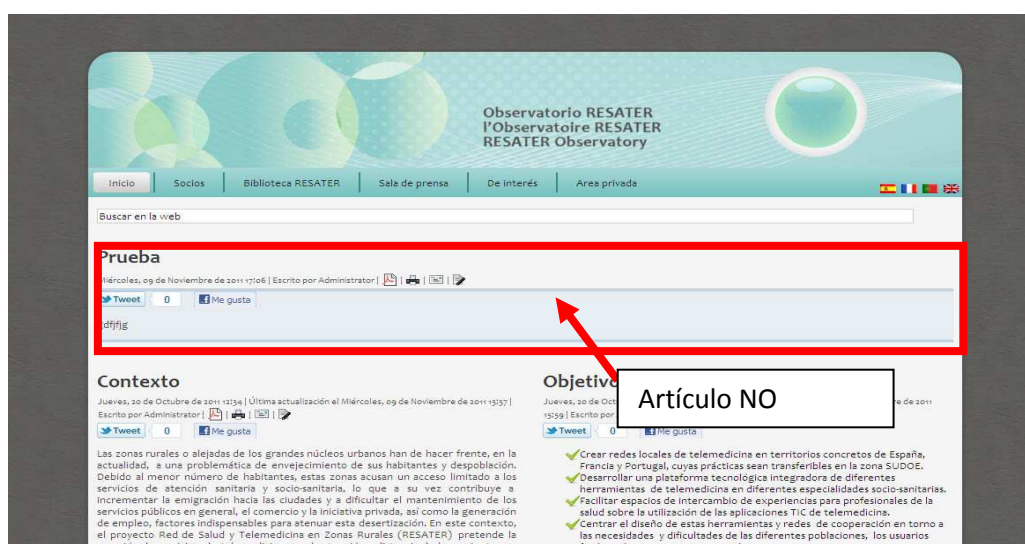 Observatorio RESATER
l'Observatoire RESATER
RESATER Observatory
Inicio Socios Biblioteca RESATER Sala de prensa De interés Area privada
Buscar en la web
Prueba
Miércoles, 09 de Noviembre de 2011 17:06 | Escrito por Administrator | | | |
Tweet 0 Me gusta
dfjfjg
Contexto
Jueves, 20 de Octubre de 2011 12:34 | Última actualización el Miércoles, 09 de Noviembre de 2011 15:57 |
Escrito por Administrator | | | |
Tweet 0 Me gusta
Las zonas rurales o alejadas de los grandes núcleos urbanos han de hacer frente, en la
actualidad, a una problemática de envejecimiento de sus habitantes y despoblación.
Debido al menor número de habitantes, estas zonas acusan un acceso limitado a los
servicios de atención sanitaria y socio-sanitaria, lo que a su vez contribuye a
incrementar la emigración hacia las ciudades y a dificultar el mantenimiento de los
servicios públicos en general, el comercio y la iniciativa privada, así como la generación
de empleo, factores indispensables para atenuar esta desertización. En este contexto,
el proyecto Red de Salud y Telemedicina en Zonas Rurales (RESATER) pretende la
Objetivo
Jueves, 20 de Oct re de 2011
15:59 | Escrito por
Tweet 0 Me gusta
Artículo NO
Crear redes locales de telemedicina en territorios concretos de España,
Francia y Portugal, cuyas prácticas sean transferibles en la zona SUDOE.
Desarrollar una plataforma tecnológica integradora de diferentes
herramientas de telemedicina en diferentes especialidades socio-sanitarias.
Facilitar espacios de intercambio de experiencias para profesionales de la
salud sobre la utilización de las aplicaciones TIC de telemedicina.
Centrar el diseño de estas herramientas y redes de cooperación en torno a
las necesidades y dificultades de las diferentes poblaciones, los usuarios